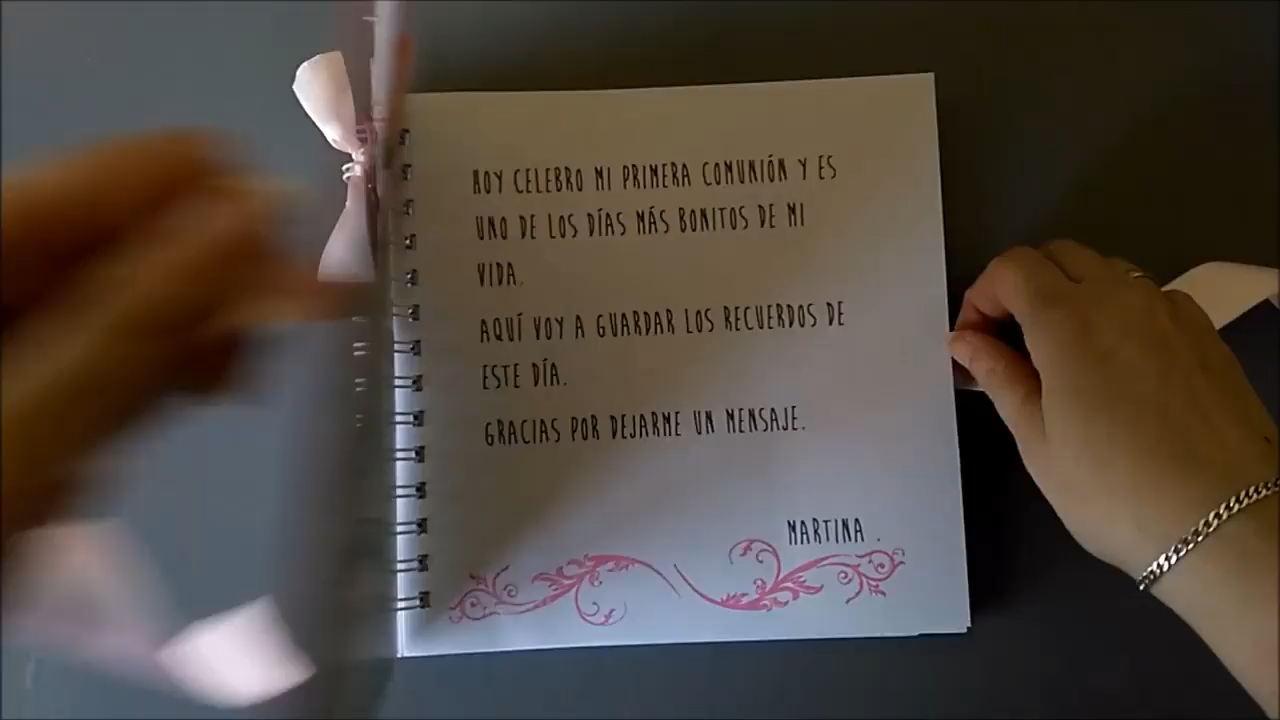 HOY CELEBRO MI PRIMERA COMUNIÓN Y ES
UNO DE LOS DÍAS MÁS BONITOS DE MI
VIDA.
AQUÍ VOY A GUARDAR LOS RECUERDOS DE
ESTE DÍA.
GRACIAS POR DEJARME UN MENSAJE.
MARTINA .